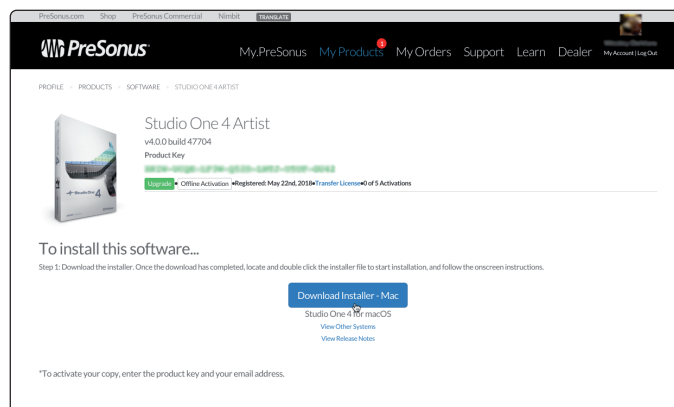 PreSonus.com Shop PreSonus Commercial Nimbit TRANSLATE
PreSonus My.PreSonus My Products 1 My Orders Support Learn Dealer My Account | Log Out
PROFILE PRODUCTS SOFTWARE STUDIO ONE 4 ARTIST
Studio One 4 Artist
v4.0.0 build 47704
Product Key
Upgrade • Offline Activation •Registered: May 22nd, 2018•Transfer License•0 of 5 Activations
StudioOne 4
To install this software...
Step 1: Download the installer. Once the download has completed, locate and double click the installer file to start installation, and follow the onscreen instructions.
Download Installer - Mac
Studio One 4 for macOS
View Other Systems
View Release Notes
*To activate your copy, enter the product key and your email address.